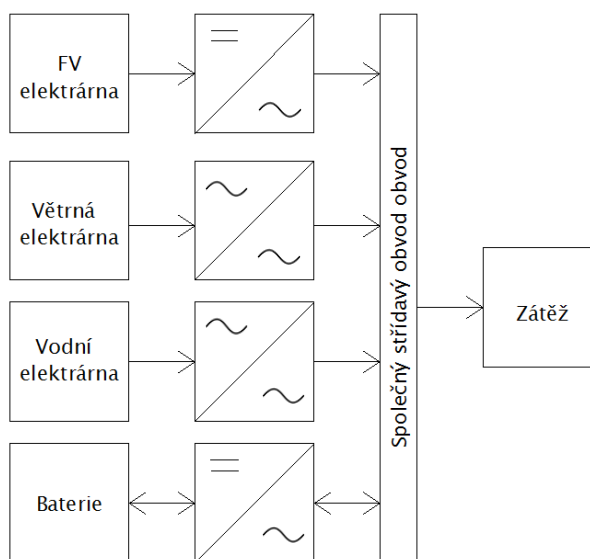 FV
elektrárna
Větrná
elektrárna
Vodní
elektrárna
Baterie
Společný střídavý obvod obvod
Zátěž